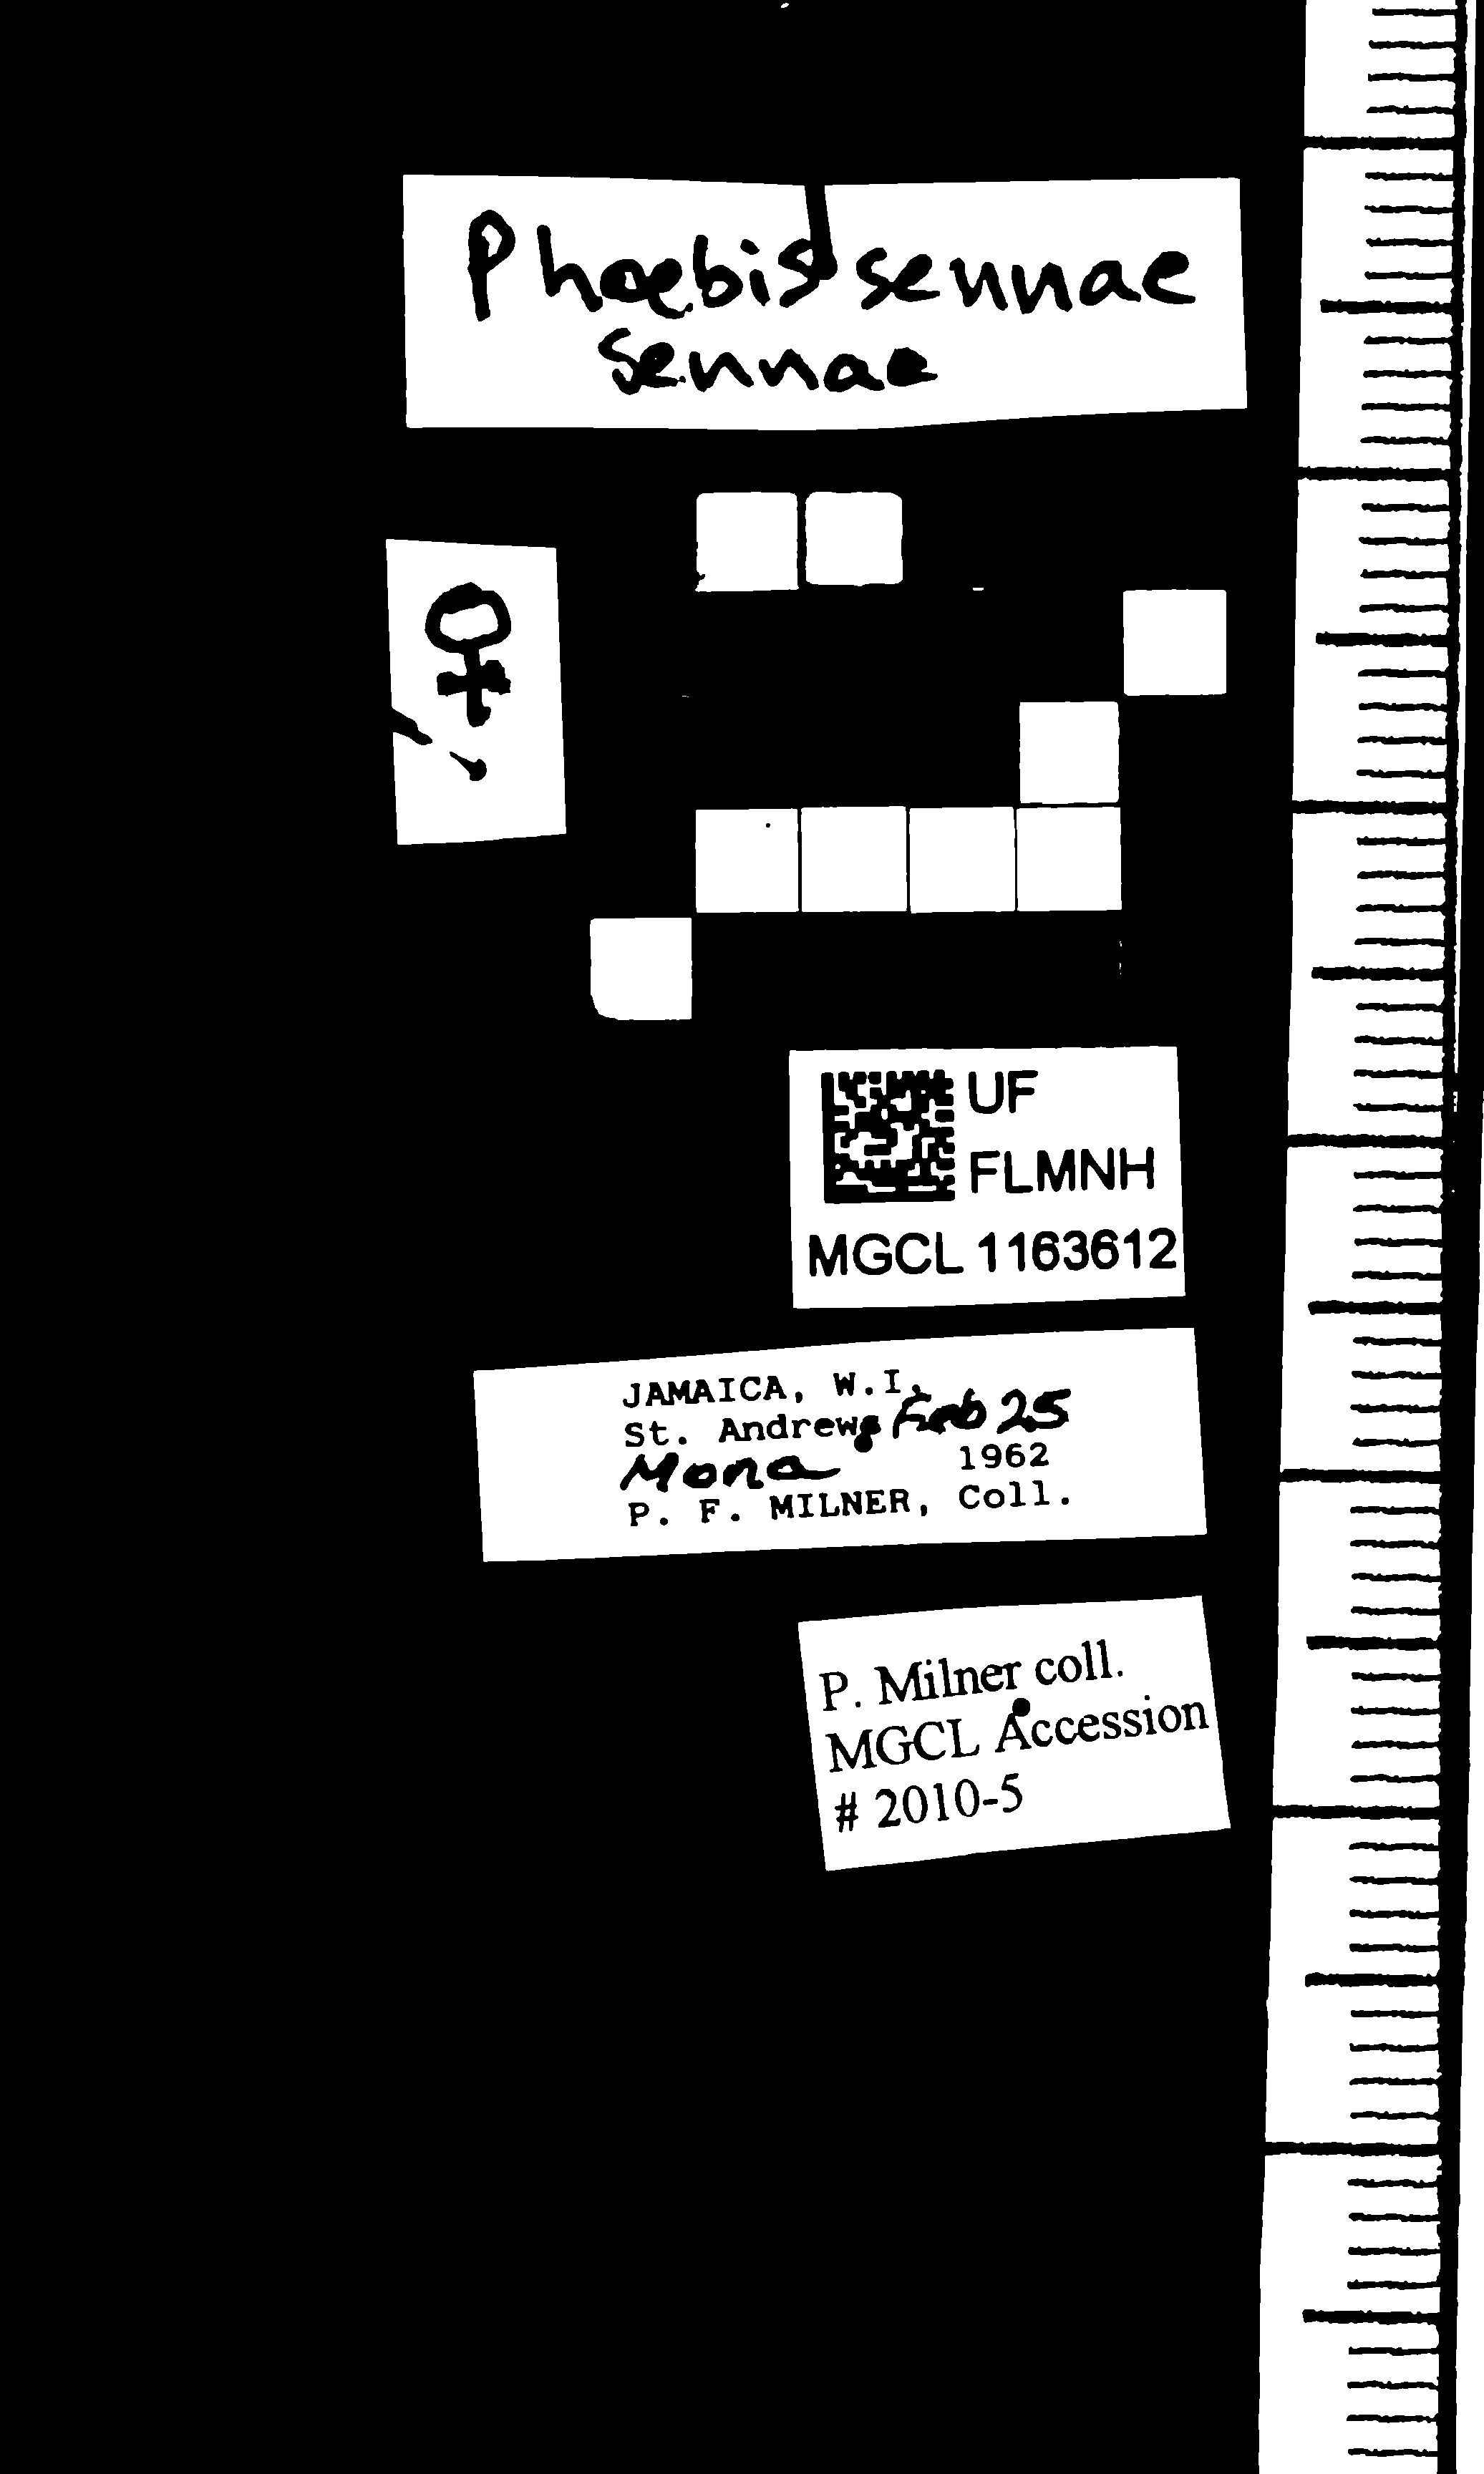 Phoebis sennae
sennae
♀
UF
FLMNH
MGCL 1163612
JAMAICA, W.I.
St. Andrew, Feb 25
Mona 1962
P. F. MILNER, Coll.
P. Milner coll.
MGCL Accession
# 2010-5